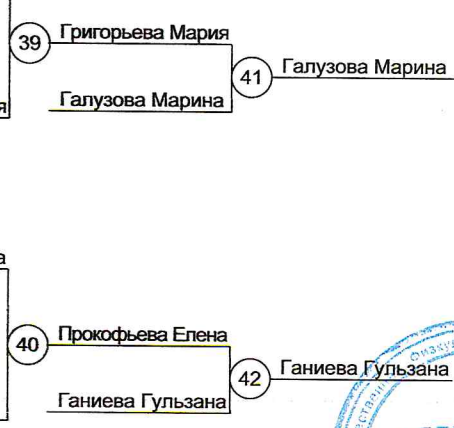 39
Григорьева Мария
41
Галузова Марина
Галузова Марина
я
а
40
Прокофьева Елена
42
Ганиева Гульзана
Ганиева Гульзана